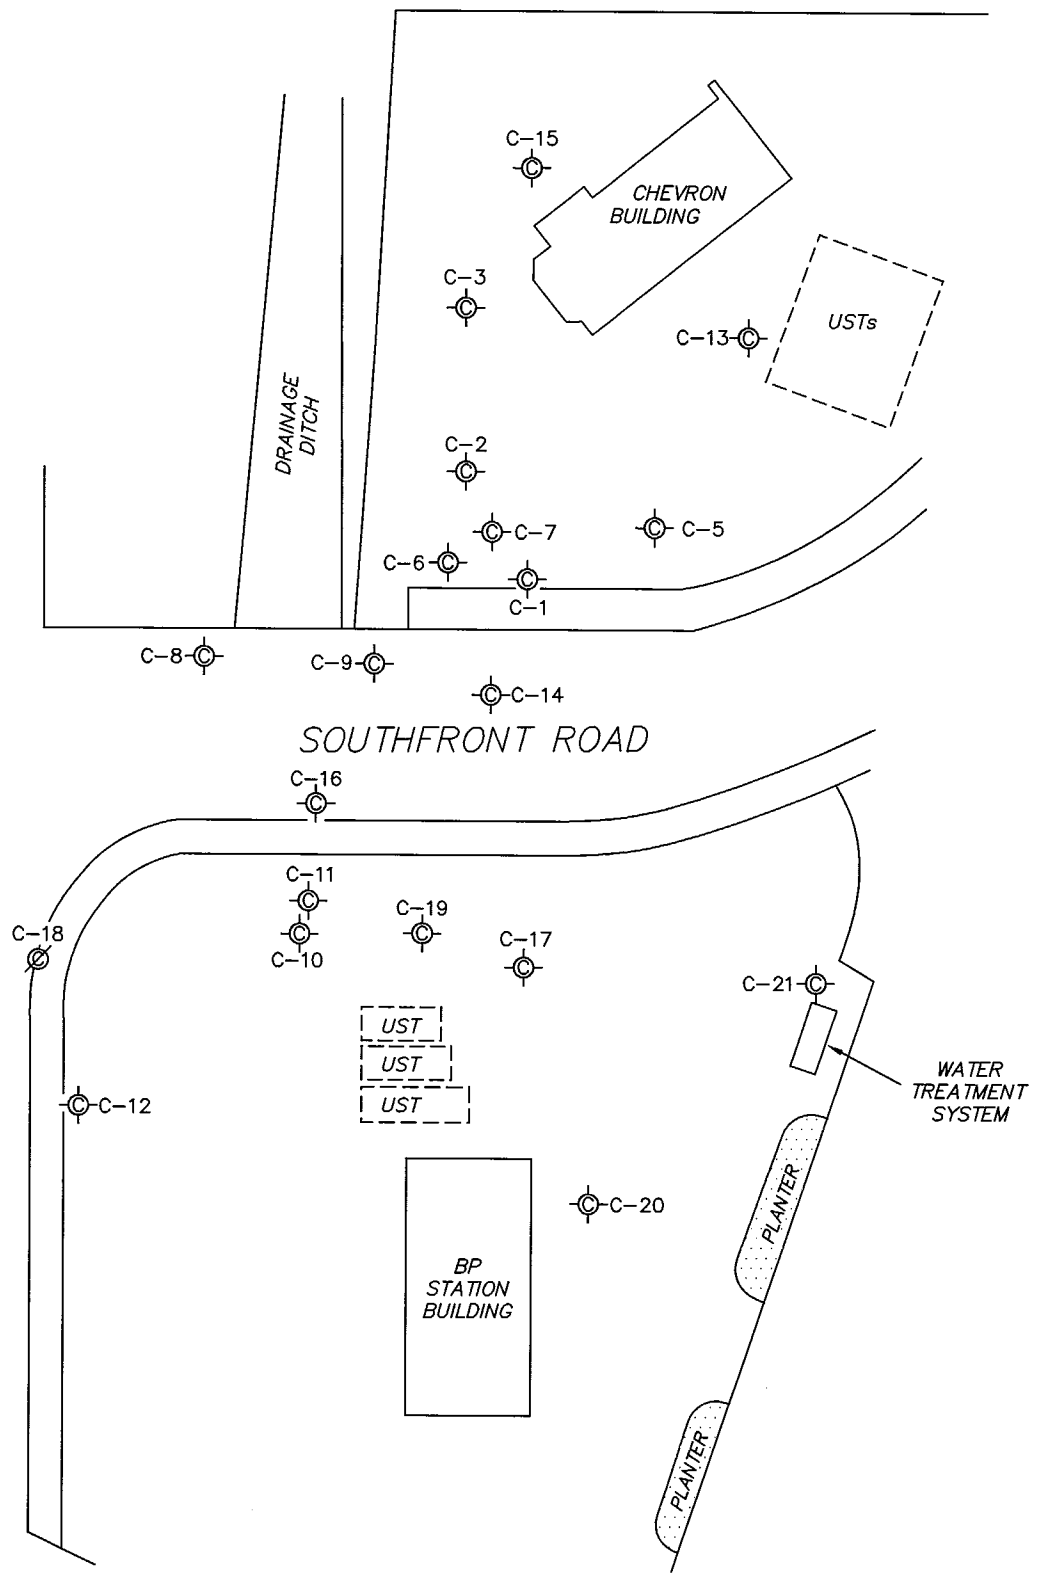 C-15
CHEVRON
BUILDING
C-3
C-13
USTs
DRAINAGE
DITCH
C-2
C-7
C-5
C-6
C-1
C-8
C-9
C-14
SOUTHFRONT ROAD
C-16
C-11
C-19
C-18
C-10
C-17
C-21
UST
UST
UST
WATER
TREATMENT
SYSTEM
C-12
PLANTER
C-20
BP
STATION
BUILDING
PLANTER